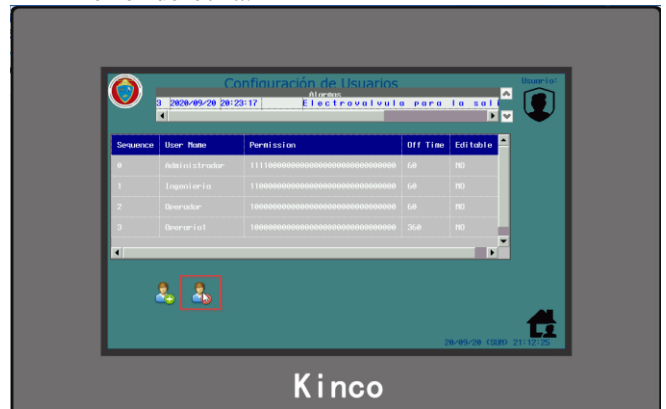 Configuración de Usuarios
Usuario:
Alarmas
3 2020/09/20 20:23:17 Electrovalvula para la sal
Sequence User Name Permission Off Time Editable
0 Administrador 11110000000000000000000000000000 60 NO
1 Ingenieria 11000000000000000000000000000000 60 NO
2 Operador 10000000000000000000000000000000 60 NO
3 Operario1 10000000000000000000000000000000 360 NO
20/09/20 (SUN) 21:12:25
Kinco